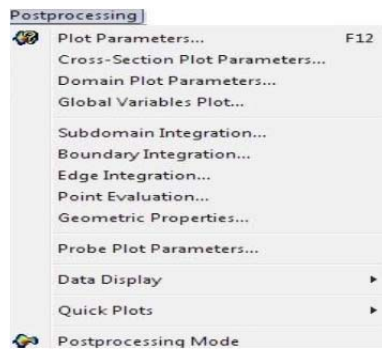 Postprocessing
Plot Parameters... F12
Cross-Section Plot Parameters...
Domain Plot Parameters...
Global Variables Plot...
Subdomain Integration...
Boundary Integration...
Edge Integration...
Point Evaluation...
Geometric Properties...
Probe Plot Parameters...
Data Display
Quick Plots
Postprocessing Mode